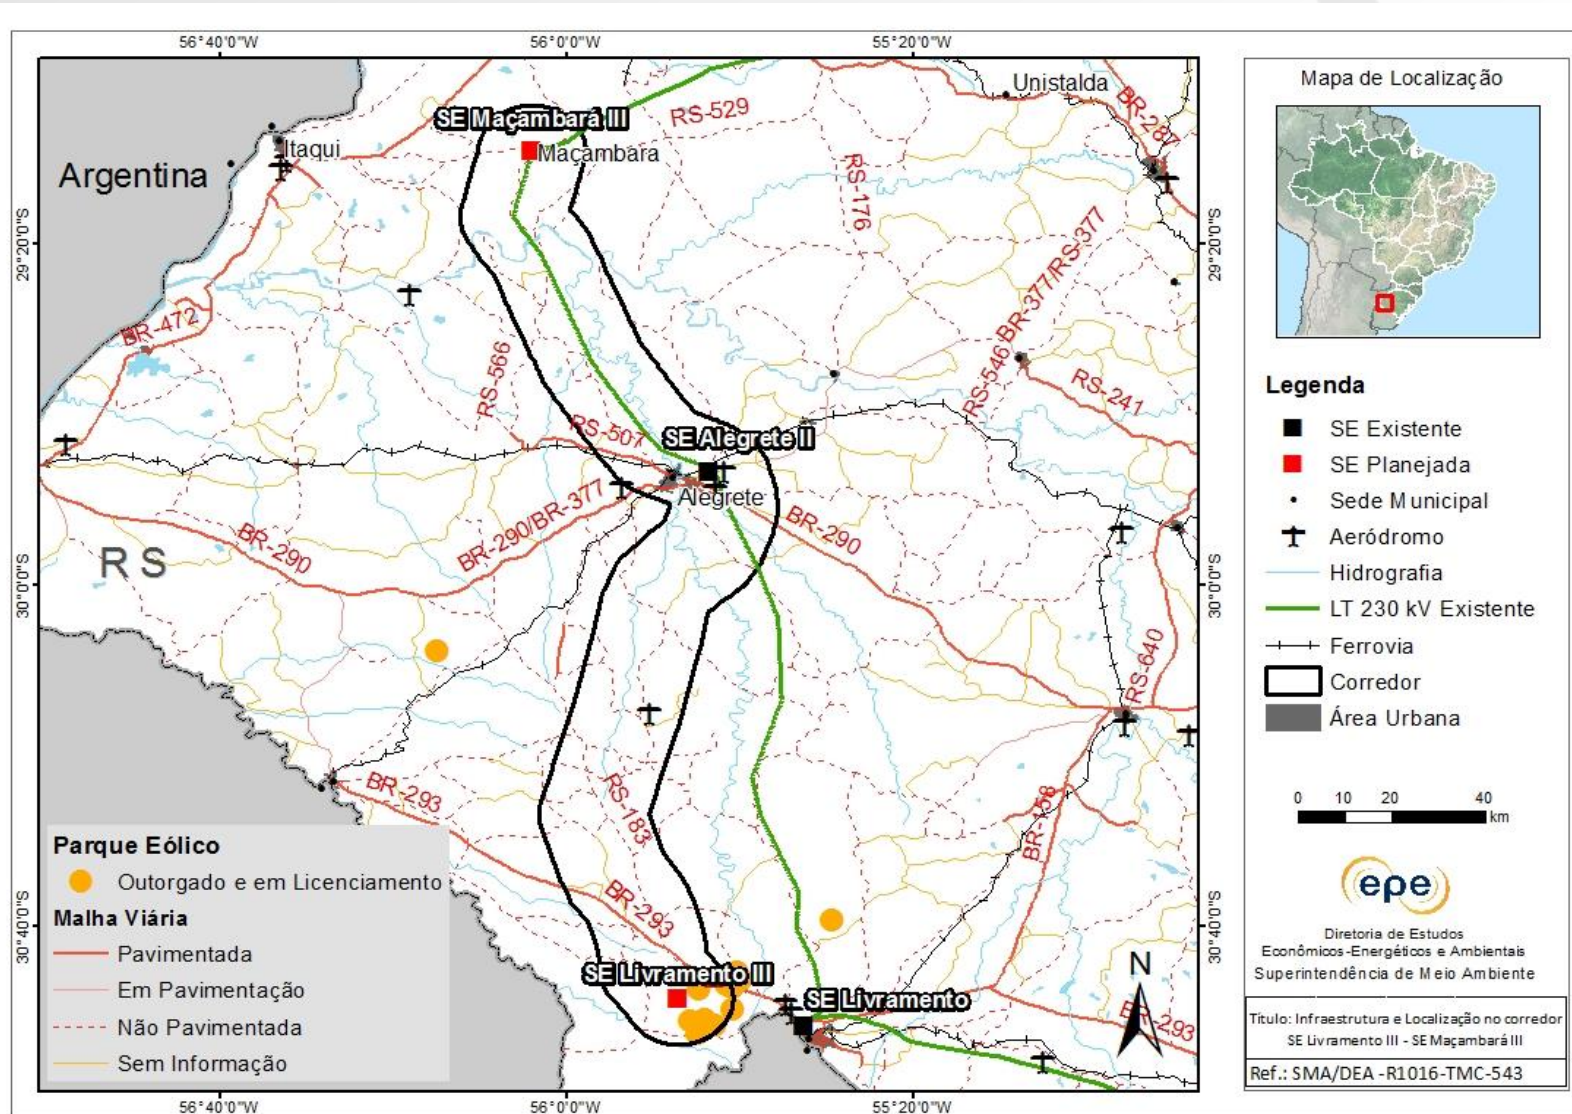 56°40'0"W
56°0'0"W
55°20'0"W
29°20'0"S
30°0'0"S
30°40'0"S
Unistalda
BR-287
SE Maçambará III
RS-529
Itaqui
Maçambara
Argentina
RS-176
BR-377/RS-377
BR-472
RS-566
RS-546
RS-241
RS-507
SE Alegrete II
Alegrete
BR-290/BR-377
BR-290
BR-290
RS
RS-640
BR-293
RS-183
BR-158
BR-293
SE Livramento III
SE Livramento
BR-293
N
Parque Eólico
Outorgado e em Licenciamento
Malha Viária
Pavimentada
Em Pavimentação
Não Pavimentada
Sem Informação
29°20'0"S
30°0'0"S
30°40'0"S
56°40'0"W
56°0'0"W
55°20'0"W
Mapa de Localização
Legenda
SE Existente
SE Planejada
Sede Municipal
Aeródromo
Hidrografia
LT 230 kV Existente
Ferrovia
Corredor
Área Urbana
0 10 20 40
km
epe
Diretoria de Estudos
Econômicos-Energéticos e Ambientais
Superintendência de Meio Ambiente
Título: Infraestrutura e Localização no corredor
SE Livramento III - SE Maçambará III
Ref.: SMA/DEA -R1016-TMC-543